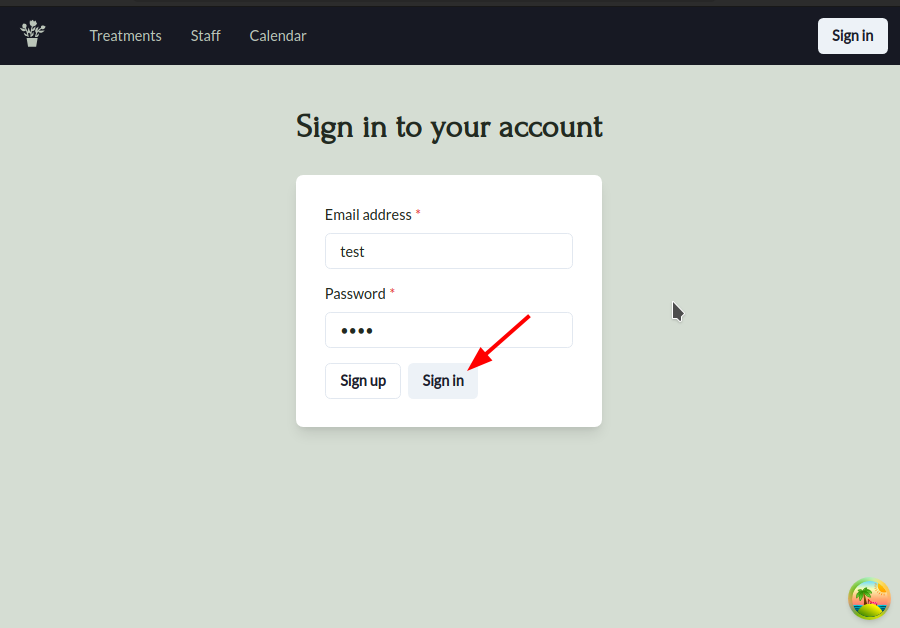 Treatments Staff Calendar Sign in
Sign in to your account
Email address *
test
Password *
••••
Sign up Sign in